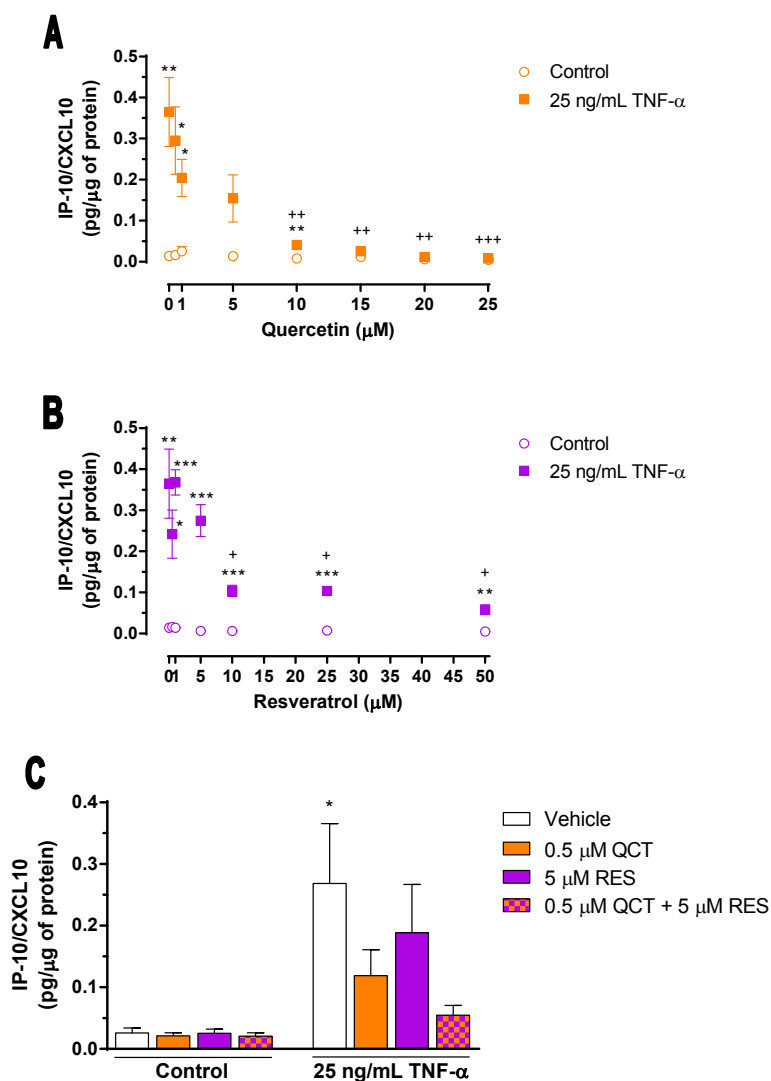 A
**
0.5
0.4
0.3
0.2
0.1
0.0
IP-10/CXCL10
(pg/μg of protein)
*
*
++
**
++
++
+++
0 1 5 10 15 20 25
Quercetin (μM)
Control
25 ng/mL TNF-α
B
**
0.5
0.4
0.3
0.2
0.1
0.0
IP-10/CXCL10
(pg/μg of protein)
***
*
***
+
***
+
***
+
**
0 1 5 10 15 20 25 30 35 40 45 50
Resveratrol (μM)
Control
25 ng/mL TNF-α
C
0.4
0.3
0.2
0.1
0.0
IP-10/CXCL10
(pg/μg of protein)
*
Control 25 ng/mL TNF-α
Vehicle
0.5 μM QCT
5 μM RES
0.5 μM QCT + 5 μM RES